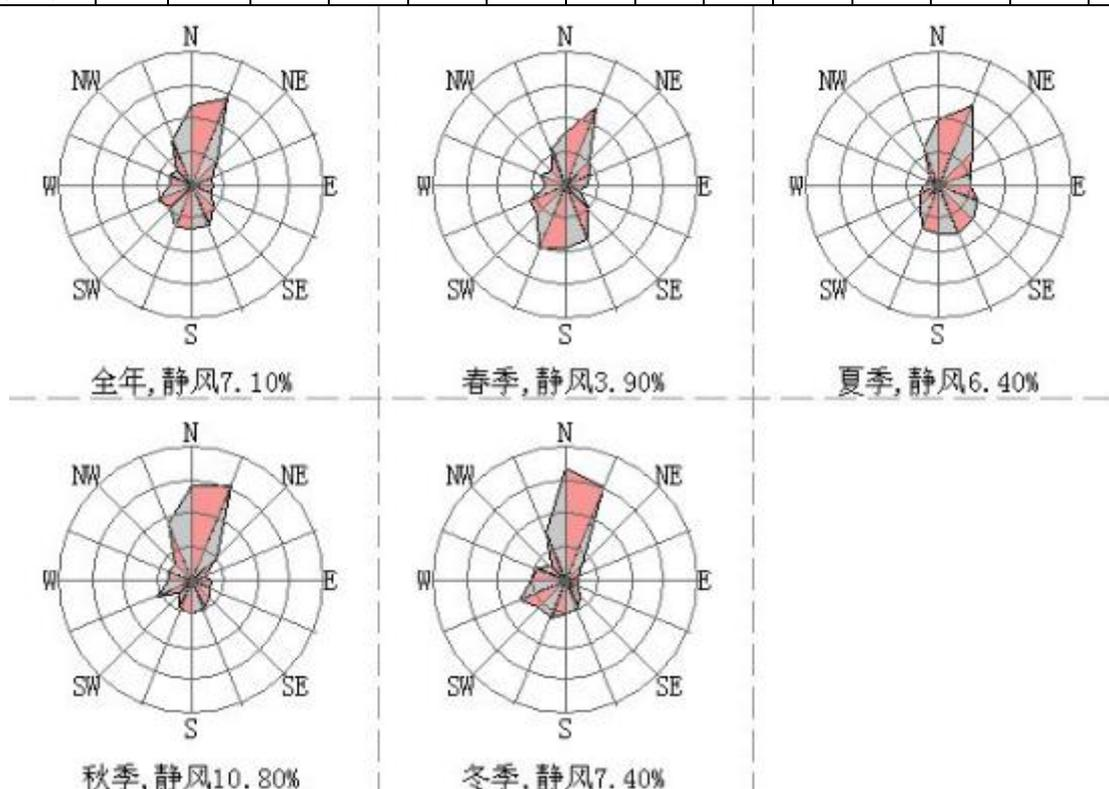 N
NW NE
W E
SW SE
S
全年,静风7.10%
N
NW NE
W E
SW SE
S
春季,静风3.90%
N
NW NE
W E
SW SE
S
夏季,静风6.40%
N
NW NE
W E
SW SE
S
秋季,静风10.80%
N
NW NE
W E
SW SE
S
冬季,静风7.40%